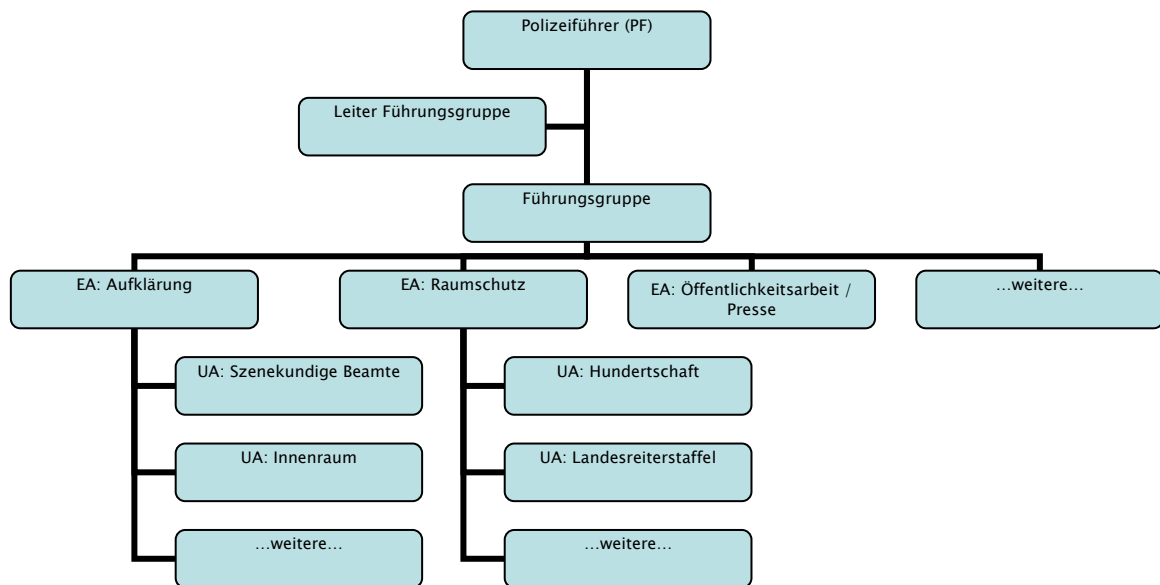 Polizeiführer (PF)
Leiter Führungsgruppe
Führungsgruppe
EA: Aufklärung
EA: Raumschutz
EA: Öffentlichkeitsarbeit /
Presse
...weitere...
UA: Szenekundige Beamte
UA: Hundertschaft
UA: Innenraum
UA: Landesreiterstaffel
...weitere...
...weitere...